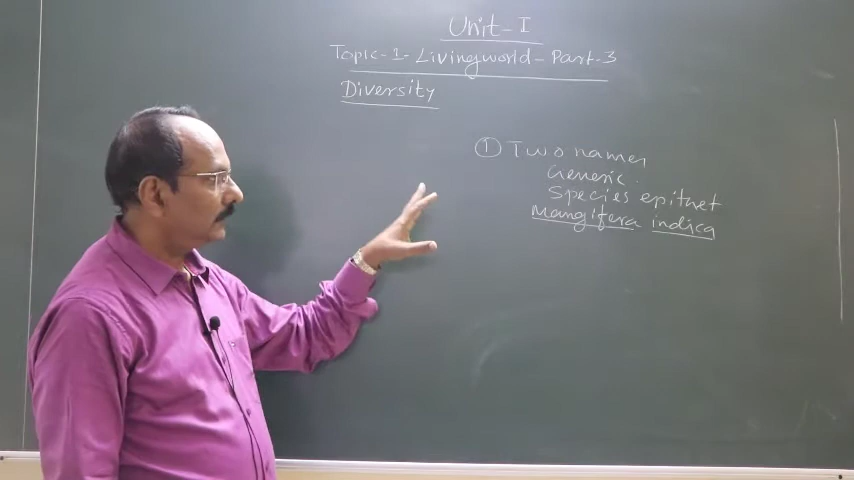 Unit-I
Topic-1-Livingworld-Part-3
Diversity
① Two names
Generic.
Species epithet
Mangifera indica